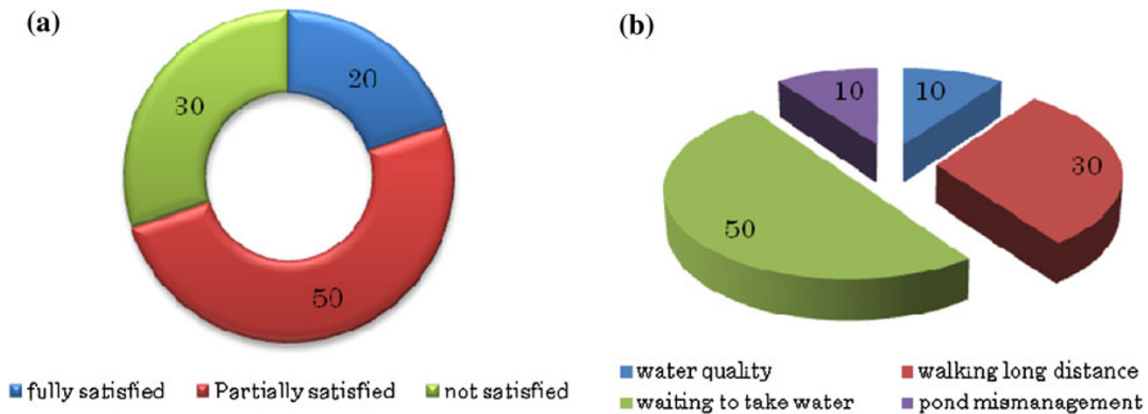 (a)
20
30
50
fully satisfied Partially satisfied not satisfied
(b)
10 10
30
50
water quality walking long distance
waiting to take water pond mismanagement